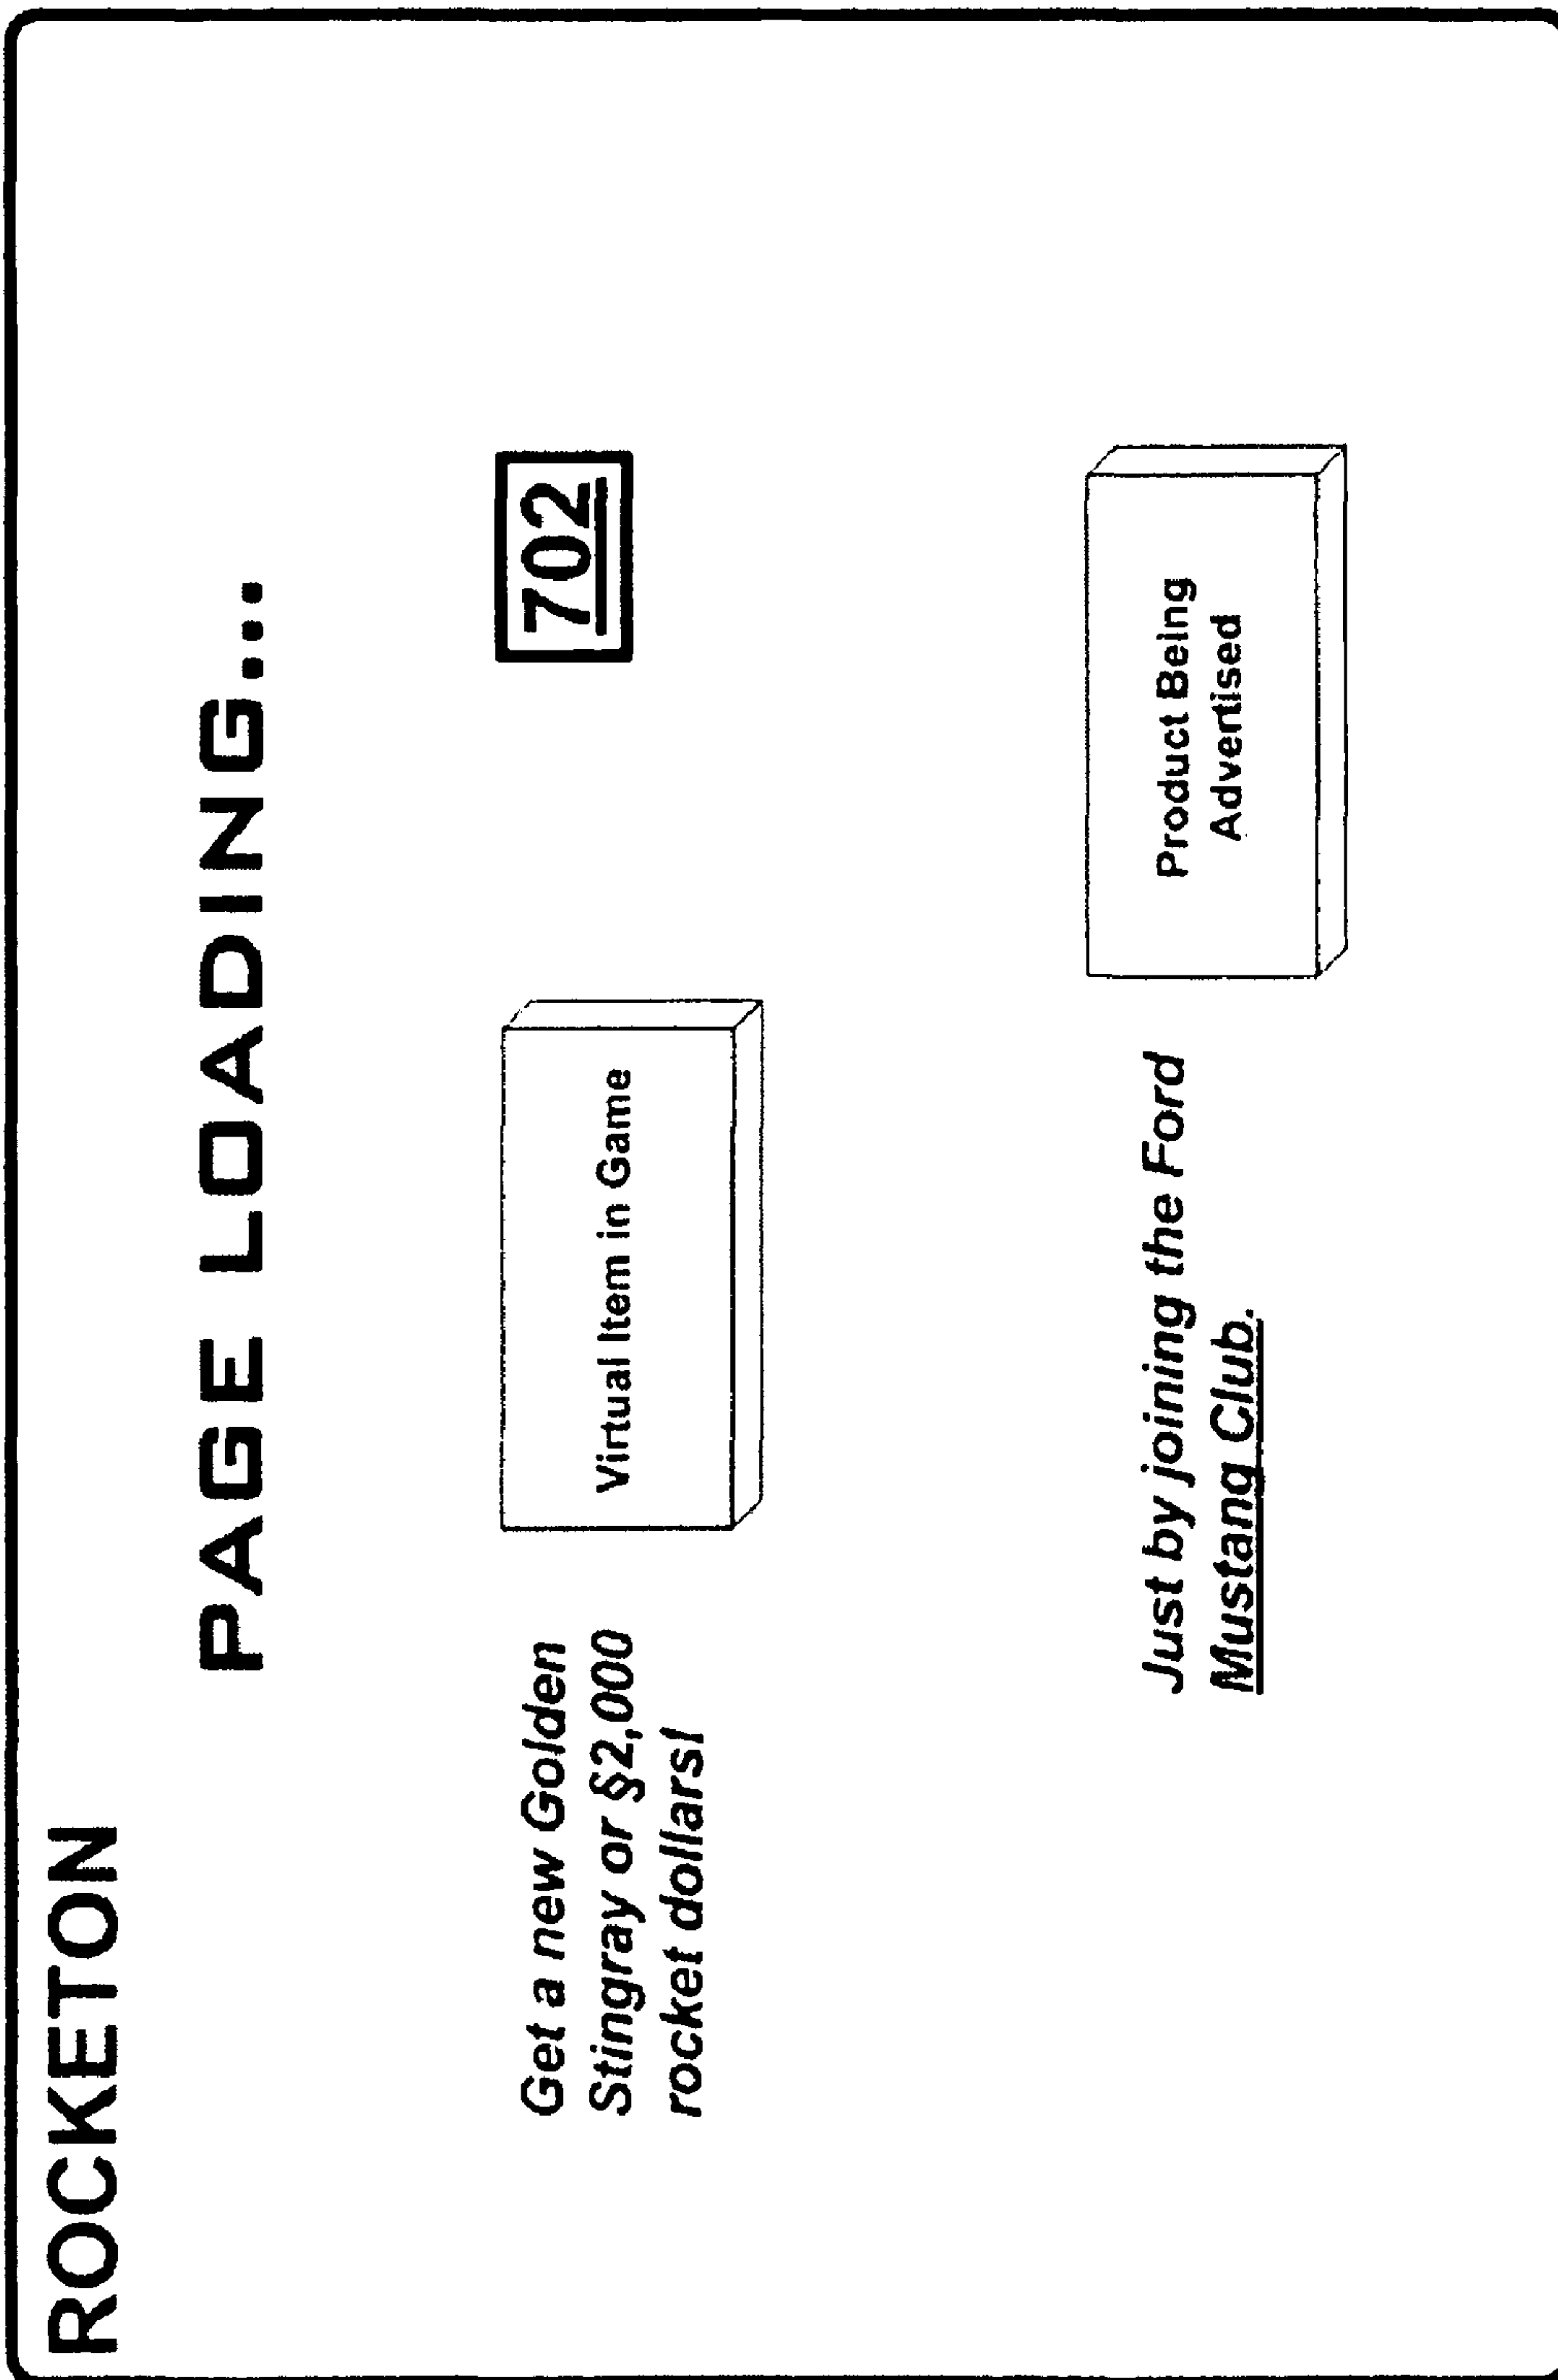 ROCKETON
PAGE LOADING...
Get a new Golden
Stingray or §2,000
rocket dollars!
Virtual Item in Game
702
Just by joining the Ford
Mustang Club.
Product Being
Advertised